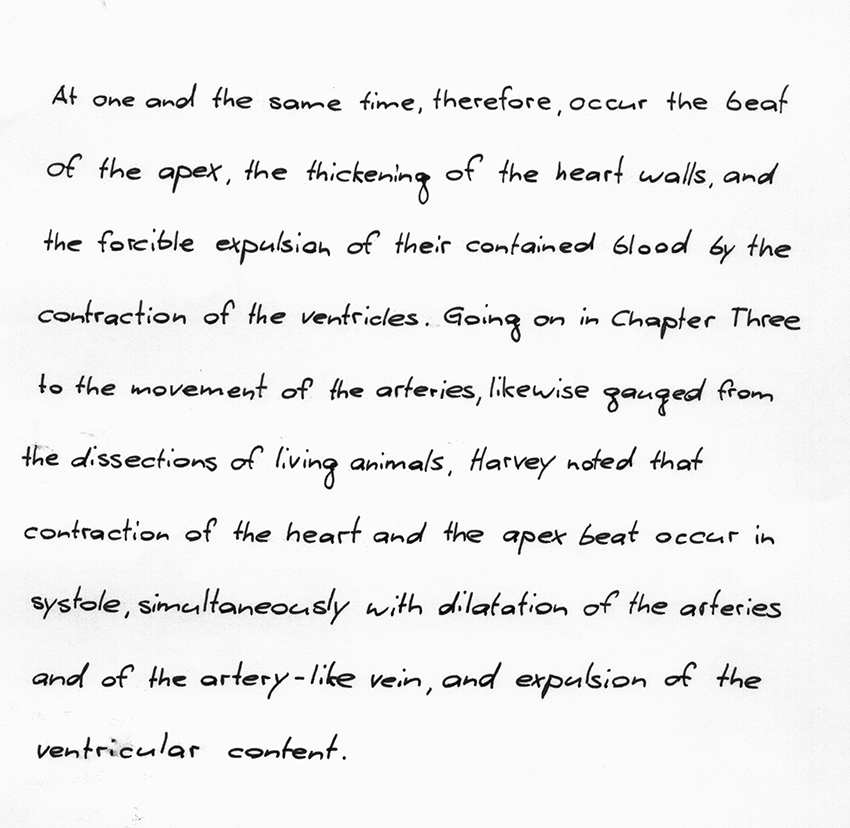 At one and the same time, therefore, occur the beat
of the apex, the thickening of the heart walls, and
the forcible expulsion of their contained blood by the
contraction of the ventricles. Going on in Chapter Three
to the movement of the arteries, likewise gauged from
the dissections of living animals, Harvey noted that
contraction of the heart and the apex beat occur in
systole, simultaneously with dilatation of the arteries
and of the artery-like vein, and expulsion of the
ventricular content.